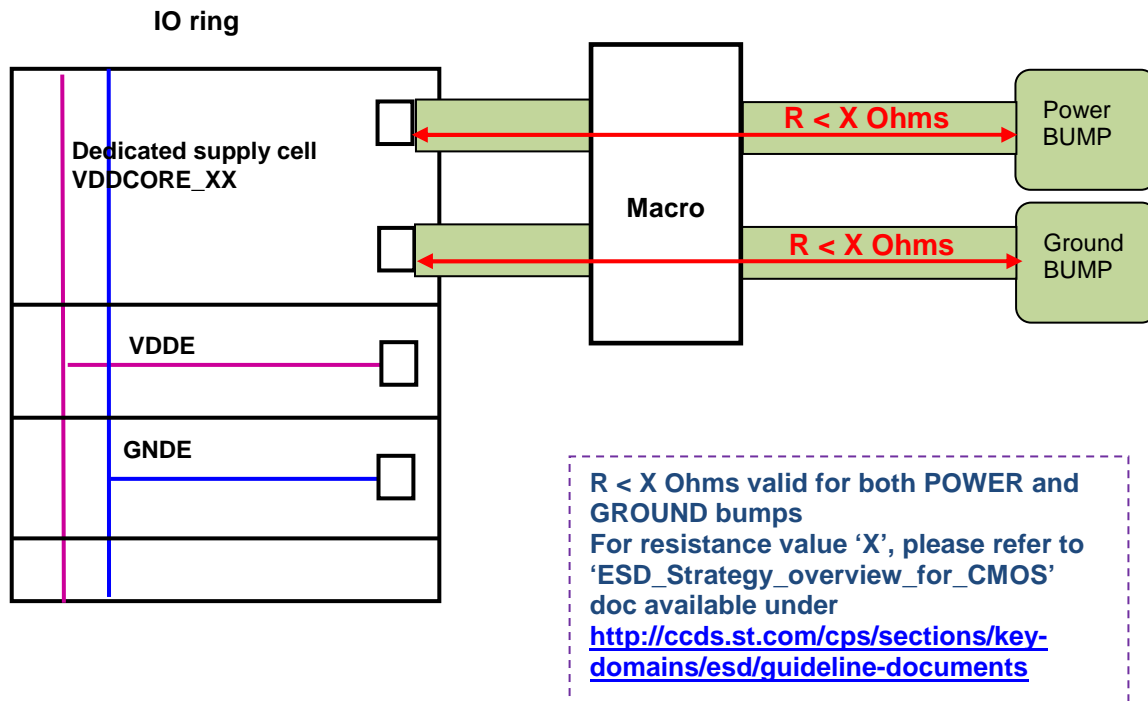 IO ring
Dedicated supply cell
VDDCORE_XX
VDDE
GNDE
Macro
R < X Ohms
R < X Ohms
Power
BUMP
Ground
BUMP
R < X Ohms valid for both POWER and
GROUND bumps
For resistance value ‘X’, please refer to
‘ESD_Strategy_overview_for_CMOS’
doc available under
http://ccds.st.com/cps/sections/key-
domains/esd/guideline-documents